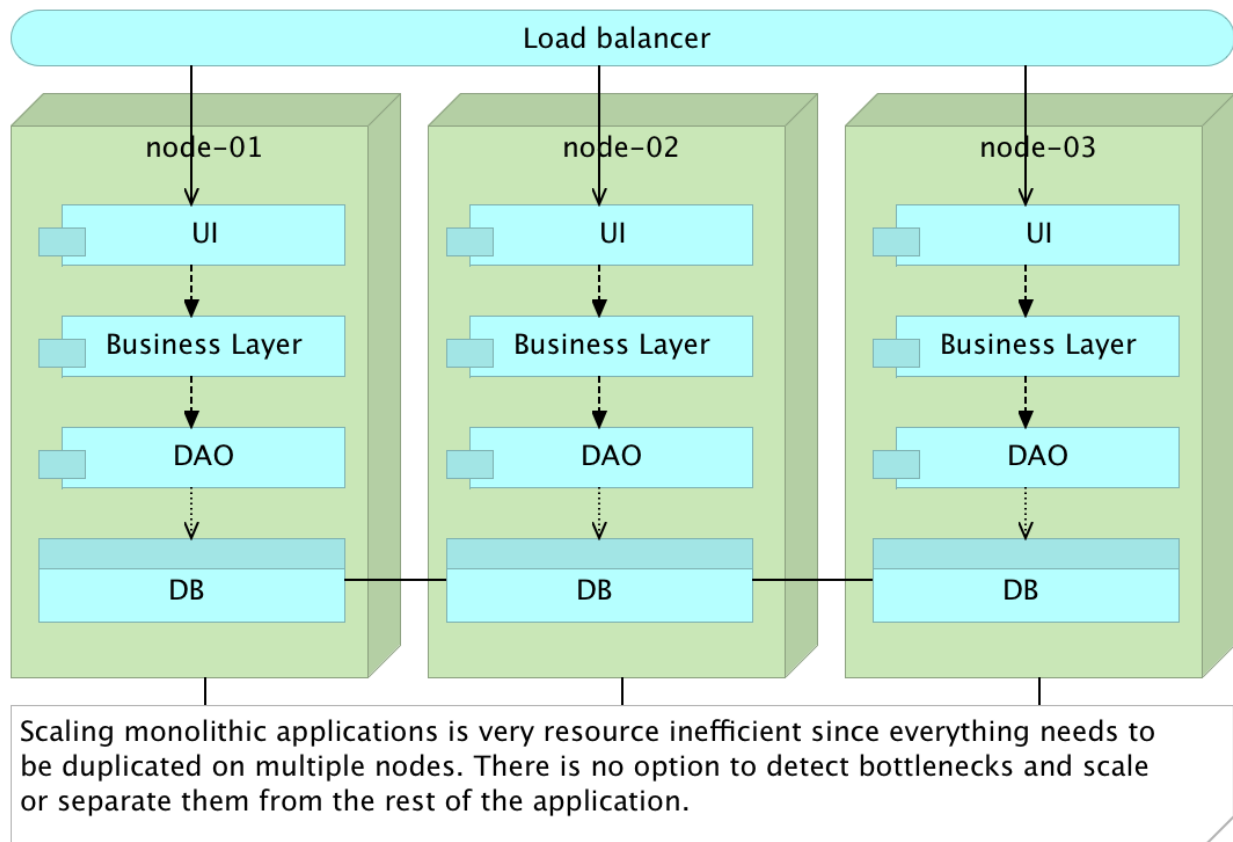 Load balancer
node-01
node-02
node-03
UI
UI
UI
Business Layer
Business Layer
Business Layer
DAO
DAO
DAO
DB
DB
DB
Scaling monolithic applications is very resource inefficient since everything needs to
be duplicated on multiple nodes. There is no option to detect bottlenecks and scale
or separate them from the rest of the application.